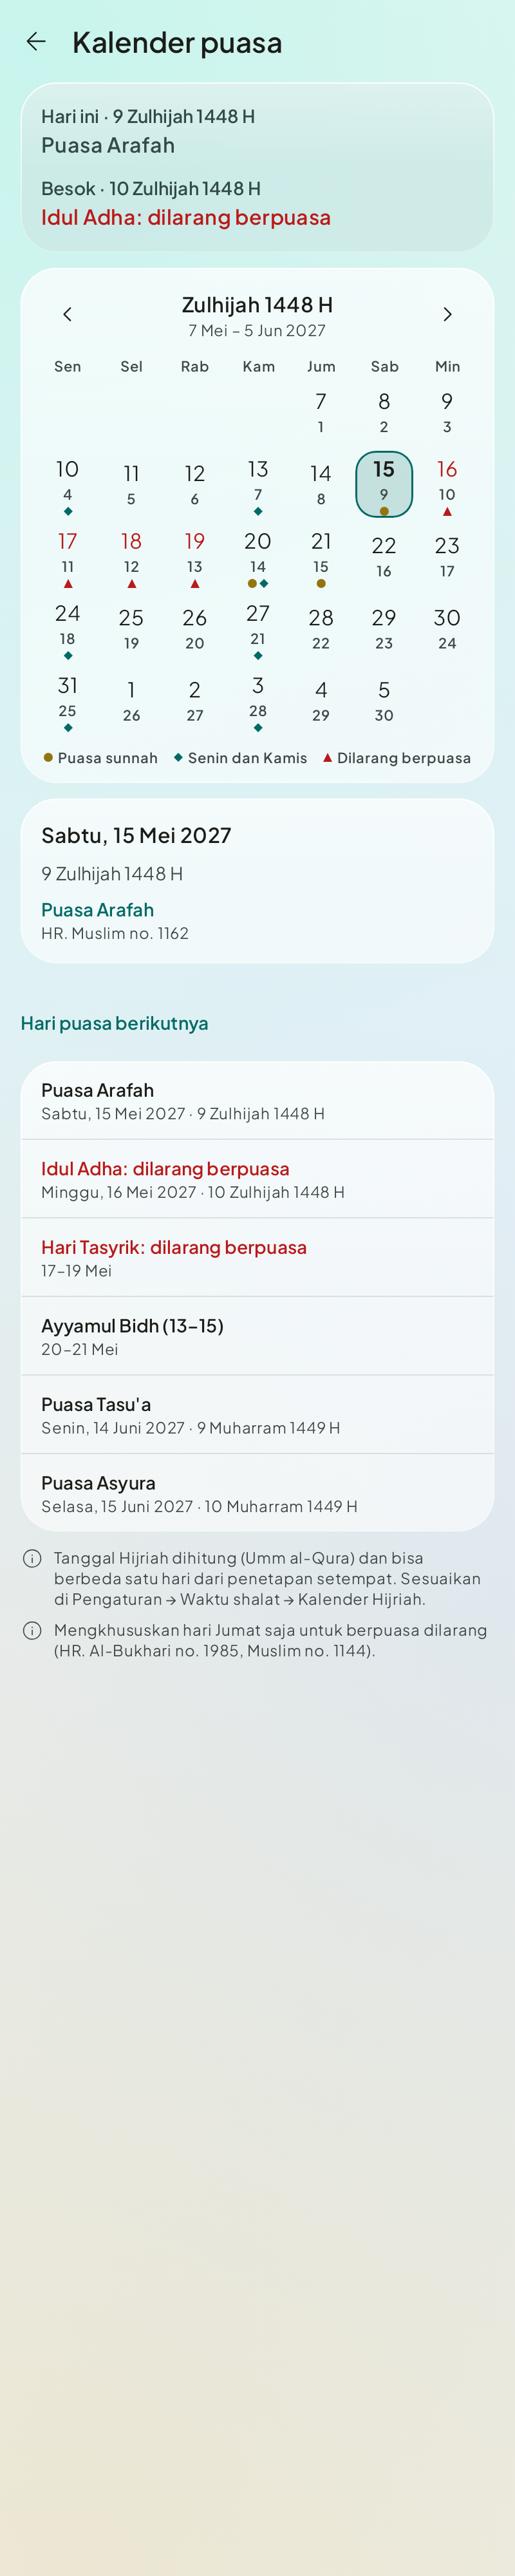 Kalender puasa
Hari ini · 9 Zulhijah 1448 H
Puasa Arafah
Besok · 10 Zulhijah 1448 H
Idul Adha: dilarang berpuasa
Zulhijah 1448 H
7 Mei – 5 Jun 2027
Sen Sel Rab Kam Jum Sab Min
7 8 9
1 2 3
10 11 12 13 14 15 16
4 5 6 7 8 9 10
17 18 19 20 21 22 23
11 12 13 14 15 16 17
24 25 26 27 28 29 30
18 19 20 21 22 23 24
31 1 2 3 4 5
25 26 27 28 29 30
Puasa sunnah Senin dan Kamis Dilarang berpuasa
Sabtu, 15 Mei 2027
9 Zulhijah 1448 H
Puasa Arafah
HR. Muslim no. 1162
Hari puasa berikutnya
Puasa Arafah
Sabtu, 15 Mei 2027 · 9 Zulhijah 1448 H
Idul Adha: dilarang berpuasa
Minggu, 16 Mei 2027 · 10 Zulhijah 1448 H
Hari Tasyrik: dilarang berpuasa
17–19 Mei
Ayyamul Bidh (13–15)
20–21 Mei
Puasa Tasu'a
Senin, 14 Juni 2027 · 9 Muharram 1449 H
Puasa Asyura
Selasa, 15 Juni 2027 · 10 Muharram 1449 H
Tanggal Hijriah dihitung (Umm al-Qura) dan bisa
berbeda satu hari dari penetapan setempat. Sesuaikan
di Pengaturan → Waktu shalat → Kalender Hijriah.
Mengkhususkan hari Jumat saja untuk berpuasa dilarang
(HR. Al-Bukhari no. 1985, Muslim no. 1144).